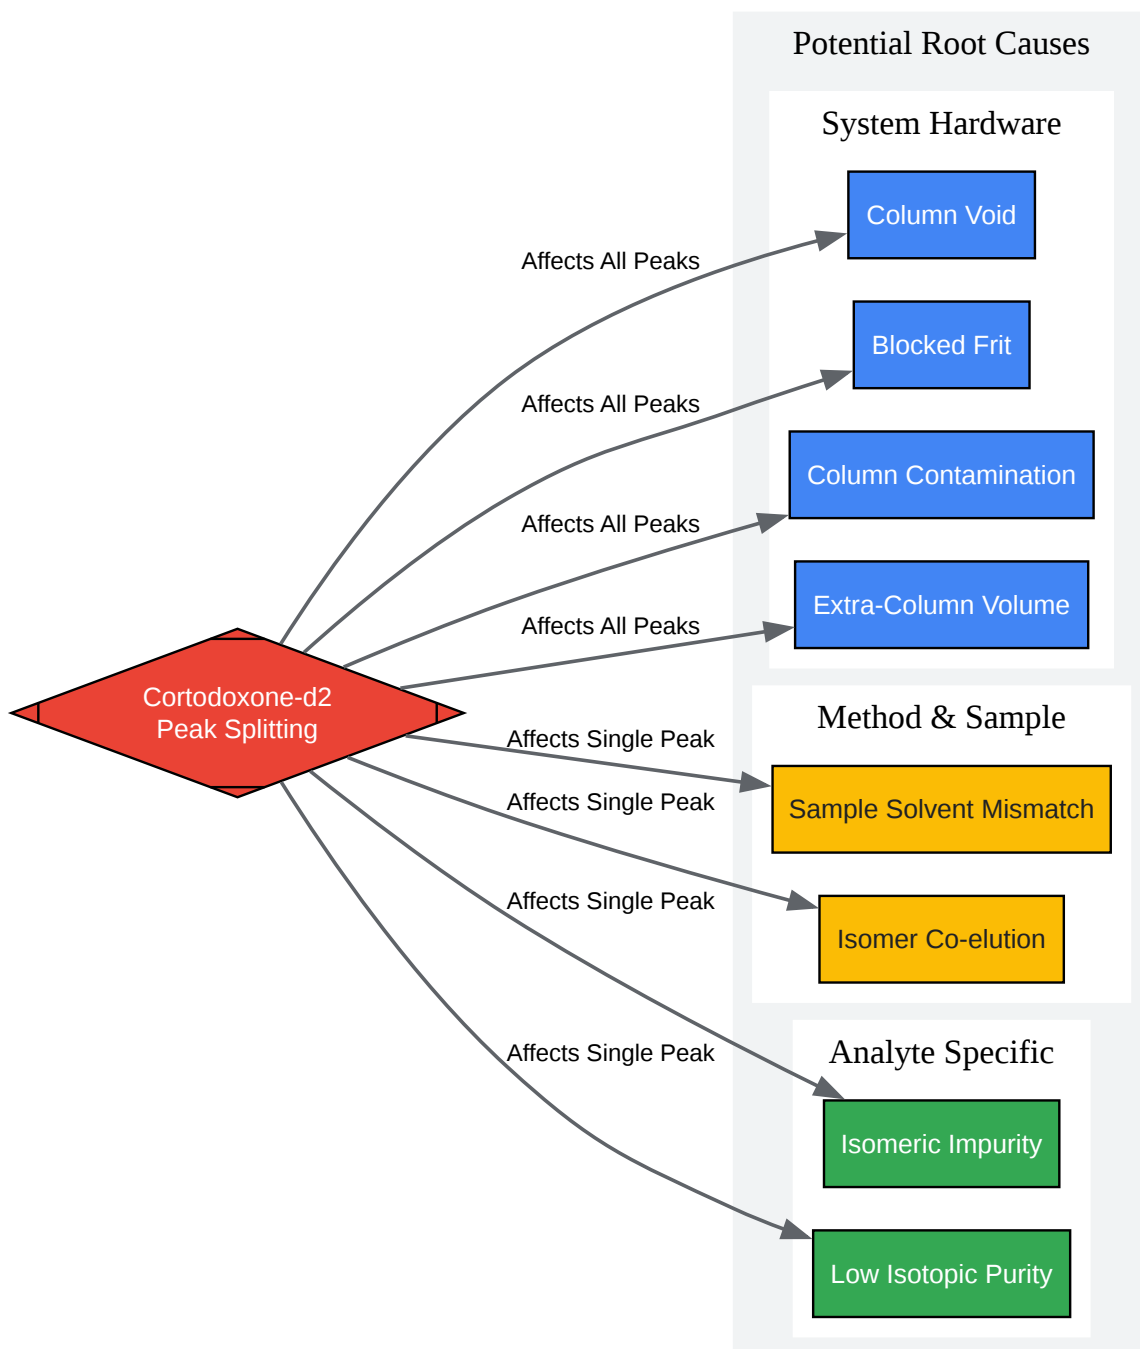 Potential Root Causes
System Hardware
Column Void
Affects All Peaks
Blocked Frit
Affects All Peaks
Column Contamination
Affects All Peaks
Extra-Column Volume
Affects All Peaks
Cortodoxone-d2
Peak Splitting
Method & Sample
Affects Single Peak
Sample Solvent Mismatch
Affects Single Peak
Isomer Co-elution
Affects Single Peak
Analyte Specific
Affects Single Peak
Isomeric Impurity
Low Isotopic Purity